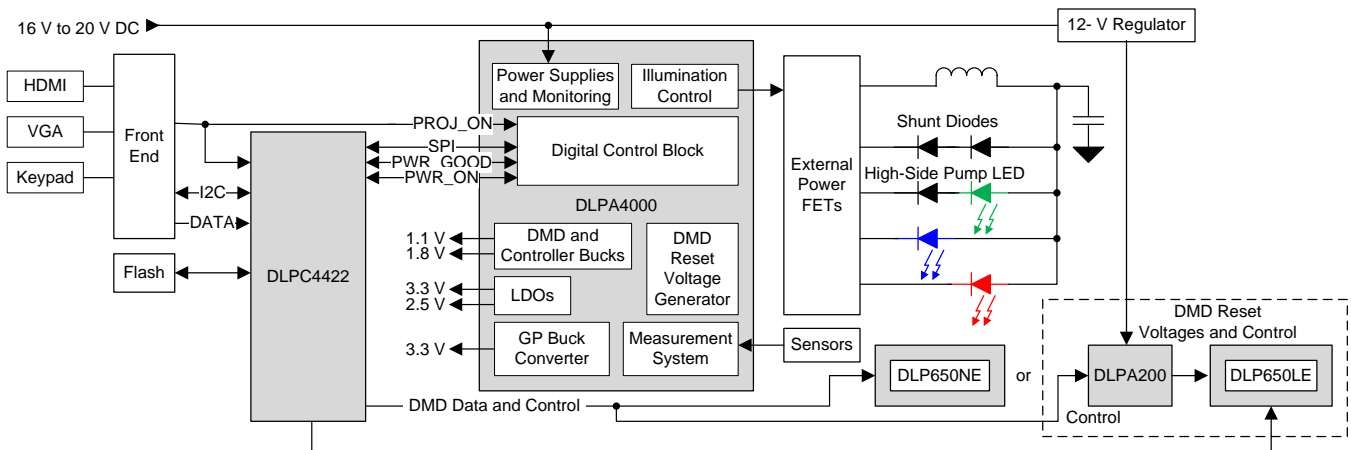 16 V to 20 V DC
12- V Regulator
HDMI
VGA
Keypad
Front
End
Power Supplies
and Monitoring
Illumination
Control
PROJ_ON
SPI
PWR_GOOD
PWR_ON
Digital Control Block
I2C
DATA
Flash
DLPC4422
DLPA4000
1.1 V
1.8 V
DMD and
Controller Bucks
3.3 V
2.5 V
LDOs
DMD
Reset
Voltage
Generator
3.3 V
GP Buck
Converter
Measurement
System
External
Power
FETs
Shunt Diodes
High-Side Pump LED
Sensors
DMD Data and Control
DLP650NE
or
DMD Reset
Voltages and Control
DLPA200
DLP650LE
Control